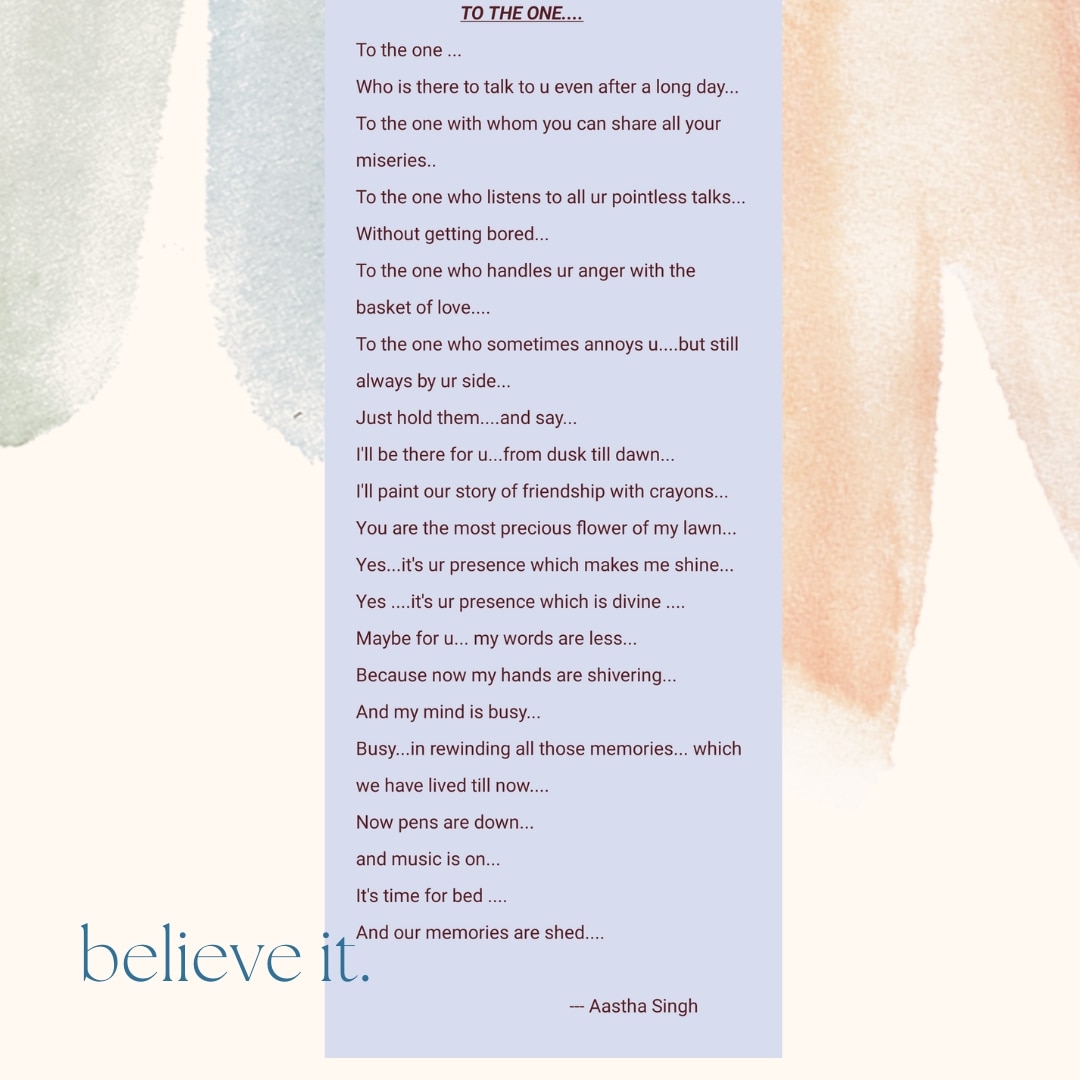 TO THE ONE....
To the one ...
Who is there to talk to u even after a long day...
To the one with whom you can share all your
miseries..
To the one who listens to all ur pointless talks...
Without getting bored...
To the one who handles ur anger with the
basket of love....
To the one who sometimes annoys u....but still
always by ur side...
Just hold them....and say...
I'll be there for u...from dusk till dawn...
I'll paint our story of friendship with crayons...
You are the most precious flower of my lawn...
Yes...it's ur presence which makes me shine...
Yes ....it's ur presence which is divine ....
Maybe for u... my words are less...
Because now my hands are shivering...
And my mind is busy...
Busy...in rewinding all those memories... which
we have lived till now....
Now pens are down...
and music is on...
It's time for bed ....
And our memories are shed....
believe it.
--- Aastha Singh